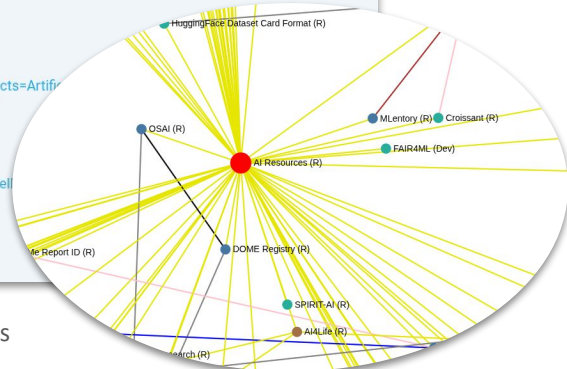 HuggingFace Dataset Card Format (R)
cts=Artific
MLentory (R)
Croissant (R)
OSAI (R)
FAIR4ML (Dev)
AI Resources (R)
ell
Me Report ID (R)
DOME Registry (R)
SPIRIT-AI (R)
AI4Life (R)
s
earch (R)